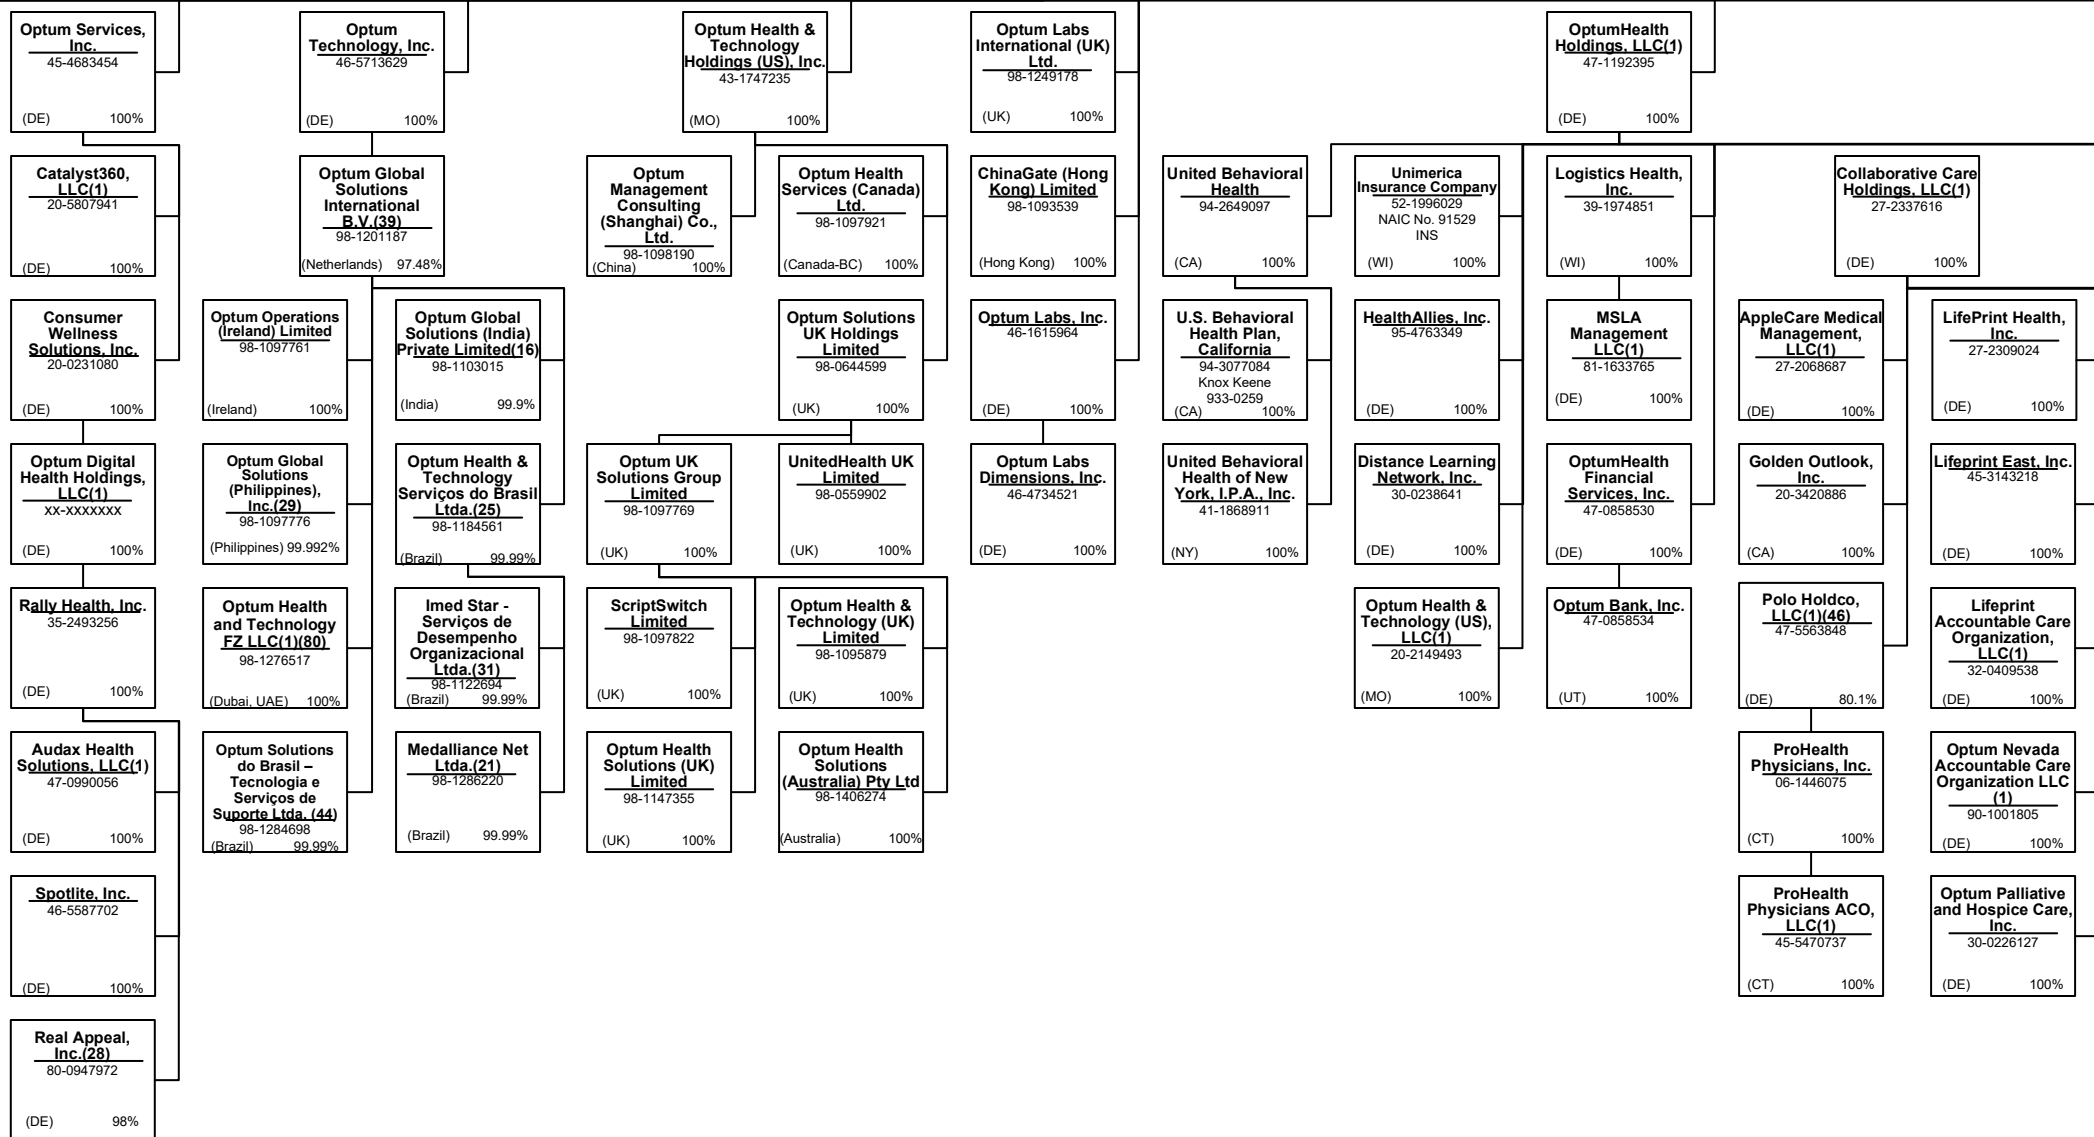 Optum Services,
Inc.
45-4683454
(DE) 100%
Optum
Technology, Inc.
46-5713629
(DE) 100%
Optum Health &
Technology
Holdings (US), Inc.
43-1747235
(MO) 100%
Optum Labs
International (UK)
Ltd.
98-1249178
(UK) 100%
OptumHealth
Holdings, LLC(1)
47-1192395
(DE) 100%
Catalyst360,
LLC(1)
20-5807941
(DE) 100%
Optum Global
Solutions
International
B.V.(39)
98-1201187
(Netherlands) 97.48%
Optum
Management
Consulting
(Shanghai) Co.,
Ltd.
98-1098190
(China) 100%
Optum Health
Services (Canada)
Ltd.
98-1097921
(Canada-BC) 100%
ChinaGate (Hong
Kong) Limited
98-1093539
(Hong Kong) 100%
United Behavioral
Health
94-2649097
(CA) 100%
Unimerica
Insurance Company
52-1996029
NAIC No. 91529
INS
(WI) 100%
Logistics Health,
Inc.
39-1974851
(WI) 100%
Collaborative Care
Holdings, LLC(1)
27-2337616
(DE) 100%
Consumer
Wellness
Solutions, Inc.
20-0231080
(DE) 100%
Optum Operations
(Ireland) Limited
98-1097761
(Ireland) 100%
Optum Global
Solutions (India)
Private Limited(16)
98-1103015
(India) 99.9%
Optum Solutions
UK Holdings
Limited
98-0644599
(UK) 100%
Optum Labs, Inc.
46-1615964
(DE) 100%
U.S. Behavioral
Health Plan,
California
94-3077084
Knox Keene
933-0259
(CA) 100%
HealthAllies, Inc.
95-4763349
(DE) 100%
MSLA
Management
LLC(1)
81-1633765
(DE) 100%
AppleCare Medical
Management,
LLC(1)
27-2068687
(DE) 100%
LifePrint Health,
Inc.
27-2309024
(DE) 100%
Optum Digital
Health Holdings,
LLC(1)
xx-xxxxxxx
(DE) 100%
Optum Global
Solutions
(Philippines),
Inc.(29)
98-1097776
(Philippines) 99.992%
Optum Health &
Technology
Serviços do Brasil
Ltda.(25)
98-1184561
(Brazil) 99.99%
Optum UK
Solutions Group
Limited
98-1097769
(UK) 100%
UnitedHealth UK
Limited
98-0559902
(UK) 100%
Optum Labs
Dimensions, Inc.
46-4734521
(DE) 100%
United Behavioral
Health of New
York, I.P.A., Inc.
41-1868911
(NY) 100%
Distance Learning
Network, Inc.
30-0238641
(DE) 100%
OptumHealth
Financial
Services, Inc.
47-0858530
(DE) 100%
Golden Outlook,
Inc.
20-3420886
(CA) 100%
Lifeprint East, Inc.
45-3143218
(DE) 100%
Rally Health, Inc.
35-2493256
(DE) 100%
Optum Health
and Technology
FZ LLC(1)(80)
98-1276517
(Dubai, UAE) 100%
Imed Star -
Serviços de
Desempenho
Organizacional
Ltda.(31)
98-1122694
(Brazil) 99.99%
ScriptSwitch
Limited
98-1097822
(UK) 100%
Optum Health &
Technology (UK)
Limited
98-1095879
(UK) 100%
Optum Health &
Technology (US),
LLC(1)
20-2149493
(MO) 100%
Optum Bank, Inc.
47-0858534
(UT) 100%
Polo Holdco,
LLC(1)(46)
47-5563848
(DE) 80.1%
Lifeprint
Accountable Care
Organization,
LLC(1)
32-0409538
(DE) 100%
Audax Health
Solutions, LLC(1)
47-0990056
(DE) 100%
Optum Solutions
do Brasil –
Tecnologia e
Serviços de
Suporte Ltda. (44)
98-1284698
(Brazil) 99.99%
Medalliance Net
Ltda.(21)
98-1286220
(Brazil) 99.99%
Optum Health
Solutions (UK)
Limited
98-1147355
(UK) 100%
Optum Health
Solutions
(Australia) Pty Ltd
98-1406274
(Australia) 100%
ProHealth
Physicians, Inc.
06-1446075
(CT) 100%
Optum Nevada
Accountable Care
Organization LLC
(1)
90-1001805
(DE) 100%
Spotlite, Inc.
46-5587702
(DE) 100%
ProHealth
Physicians ACO,
LLC(1)
45-5470737
(CT) 100%
Optum Palliative
and Hospice Care,
Inc.
30-0226127
(DE) 100%
Real Appeal,
Inc.(28)
80-0947972
(DE) 98%